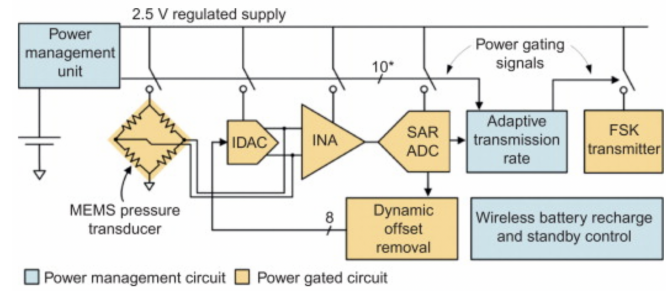 2.5 V regulated supply
Power
management
unit
10*
Power gating
signals
IDAC
INA
SAR
ADC
Adaptive
transmission
rate
FSK
transmitter
MEMS pressure
transducer
8
Dynamic
offset
removal
Wireless battery recharge
and standby control
Power management circuit
Power gated circuit